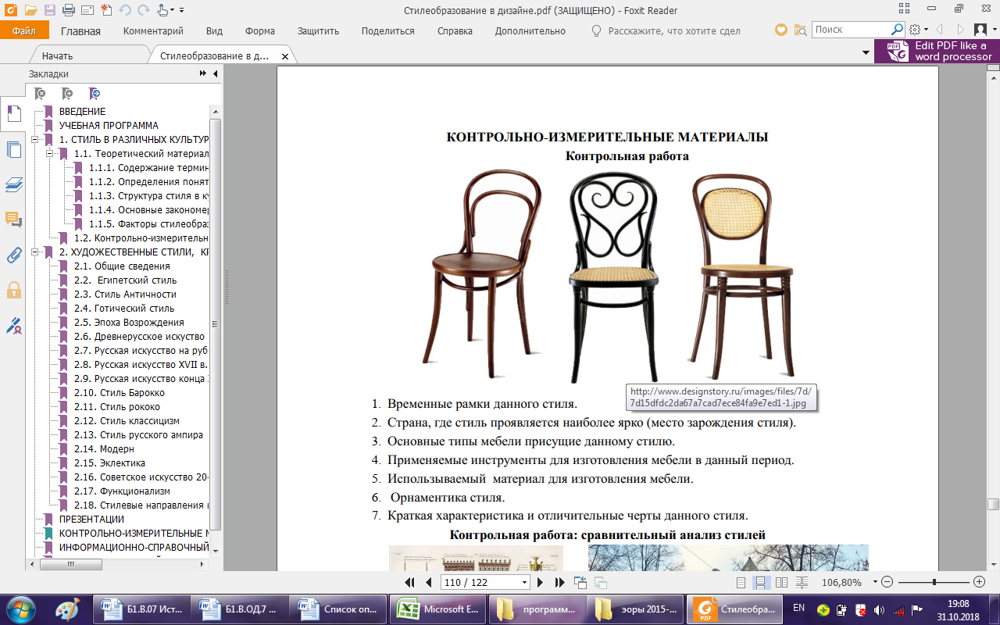 Стилеобразование в дизайне.pdf (ЗАЩИЩЕНО) - Foxit Reader
Файл Главная Комментарий Вид Форма Защитить Поделиться Справка Дополнительно Расскажите, что хотите сдел Поиск
Начать Стилеобразование в д... Edit PDF like a
word processor
Закладки
ВВЕДЕНИЕ
УЧЕБНАЯ ПРОГРАММА
1. СТИЛЬ В РАЗЛИЧНЫХ КУЛЬТУР
1.1. Теоретический материал
1.1.1. Содержание термин
1.1.2. Определения понят
1.1.3. Структура стиля в ку
1.1.4. Основные закономер
1.1.5. Факторы стилеобраз
1.2. Контрольно-измерительн
2. ХУДОЖЕСТВЕННЫЕ СТИЛИ, КР
2.1. Общие сведения
2.2. Египетский стиль
2.3. Стиль Античности
2.4. Готический стиль
2.5. Эпоха Возрождения
2.6. Древнерусское искуство
2.7. Русская искусство на руб
2.8. Русская искусство XVII в.
2.9. Русская искусство конца
2.10. Стиль Барокко
2.11. Стиль рококо
2.12. Стиль классицизм
2.13. Стиль русского ампира
2.14. Модерн
2.15. Эклектика
2.16. Советское искусство 20-
2.17. Функционализм
2.18. Стилевые направления
ПРЕЗЕНТАЦИИ
КОНТРОЛЬНО-ИЗМЕРИТЕЛЬНЫЕ М
ИНФОРМАЦИОННО-СПРАВОЧНЫЙ
КОНТРОЛЬНО-ИЗМЕРИТЕЛЬНЫЕ МАТЕРИАЛЫ
Контрольная работа
http://www.designstory.ru/images/files/7d/
7d15dfdc2da67a7cad7ece84fa9e7ed1-1.jpg
1. Временные рамки данного стиля.
2. Страна, где стиль проявляется наиболее ярко (место зарождения стиля).
3. Основные типы мебели присущие данному стилю.
4. Применяемые инструменты для изготовления мебели в данный период.
5. Используемый материал для изготовления мебели.
6. Орнаментика стиля.
7. Краткая характеристика и отличительные черты данного стиля.
Контрольная работа: сравнительный анализ стилей
110 / 122 106,80%
Б1.В.07 Ист... Б1.В.ОД.7 ... Список оп... Microsoft E... программ... эоры 2015-... Стилеобра... EN 19:08
31.10.2018